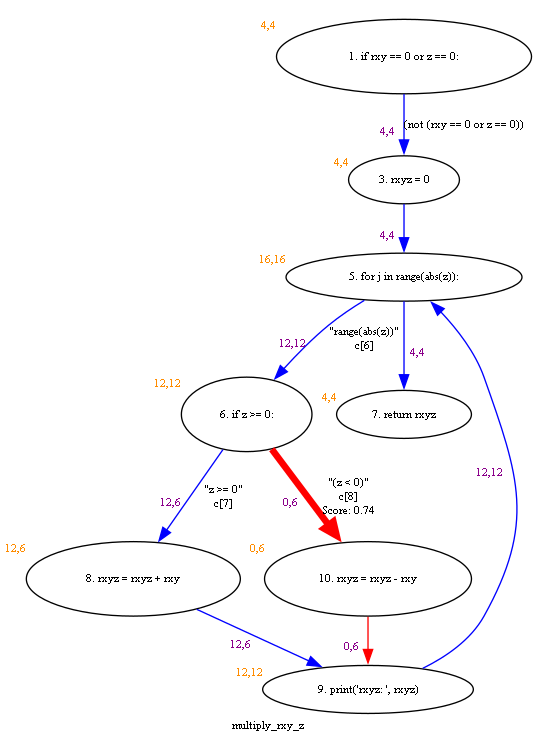 4,4
1. if rxy == 0 or z == 0:
(not (rxy == 0 or z == 0))
4,4
4,4
3. rxyz = 0
4,4
16,16
5. for j in range(abs(z)):
"range(abs(z))"
c[6]
12,12
4,4
12,12
6. if z >= 0:
4,4
7. return rxyz
12,12
"z >= 0"
c[7]
12,6
"(z < 0)"
c[8]
Score: 0.74
0,6
12,6
8. rxyz = rxyz + rxy
0,6
10. rxyz = rxyz - rxy
12,6
0,6
12,12
9. print('rxyz: ', rxyz)
multiply_rxy_z